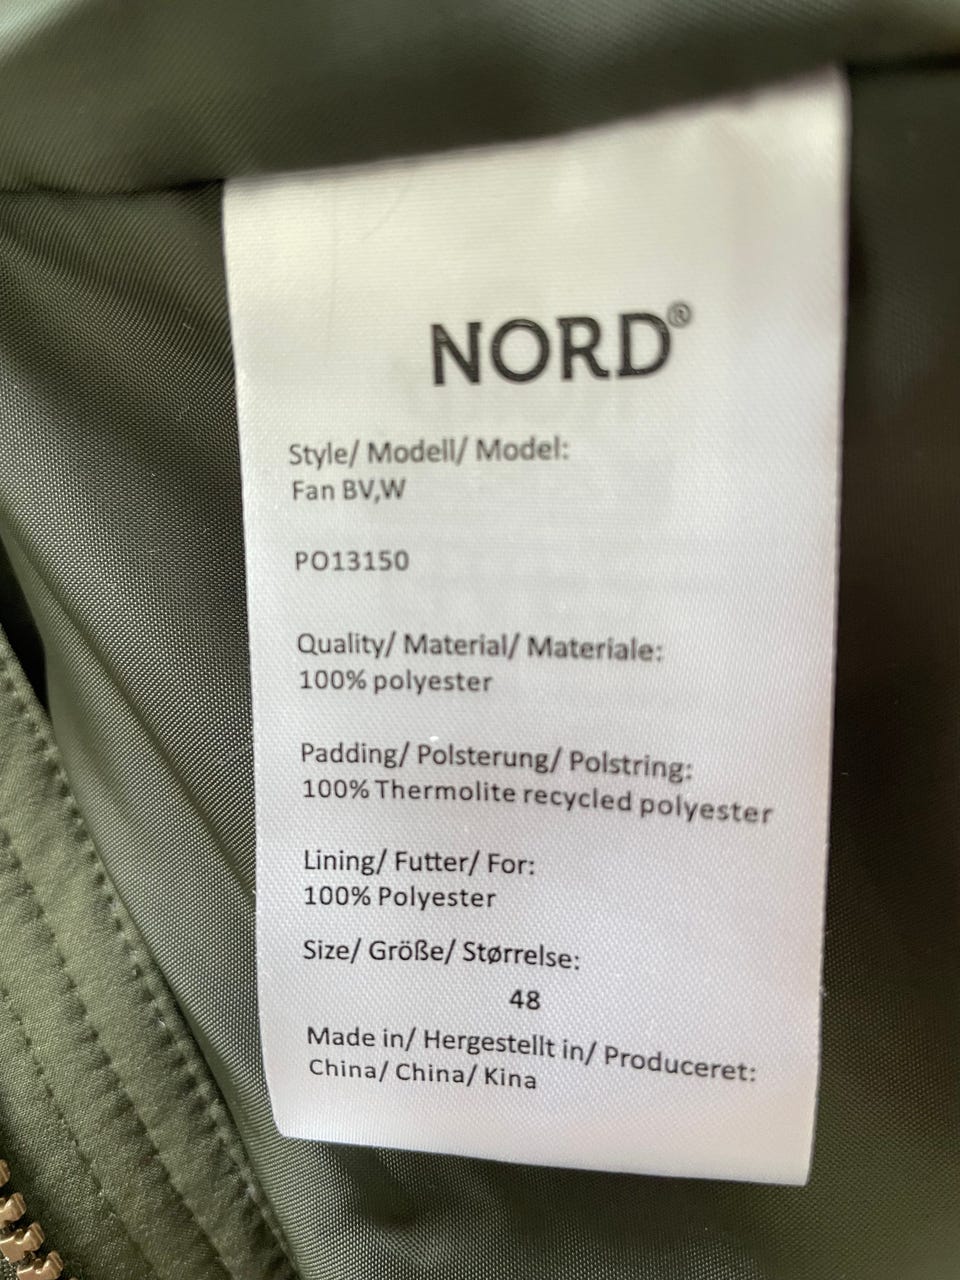 NORD®
Style/ Modell/ Model:
Fan BV,W
PO13150
Quality/ Material/ Materiale:
100% polyester
Padding/ Polsterung/ Polstring:
100% Thermolite recycled polyester
Lining/ Futter/ For:
100% Polyester
Size/ Größe/ Størrelse:
48
Made in/ Hergestellt in/ Produceret:
China/ China/ Kina